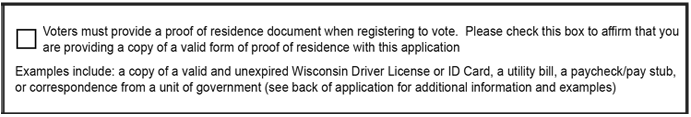 Voters must provide a proof of residence document when registering to vote.  Please check this box to affirm that you
are providing a copy of a valid form of proof of residence with this application
Examples include: a copy of a valid and unexpired Wisconsin Driver License or ID Card, a utility bill, a paycheck/pay stub,
or correspondence from a unit of government (see back of application for additional information and examples)